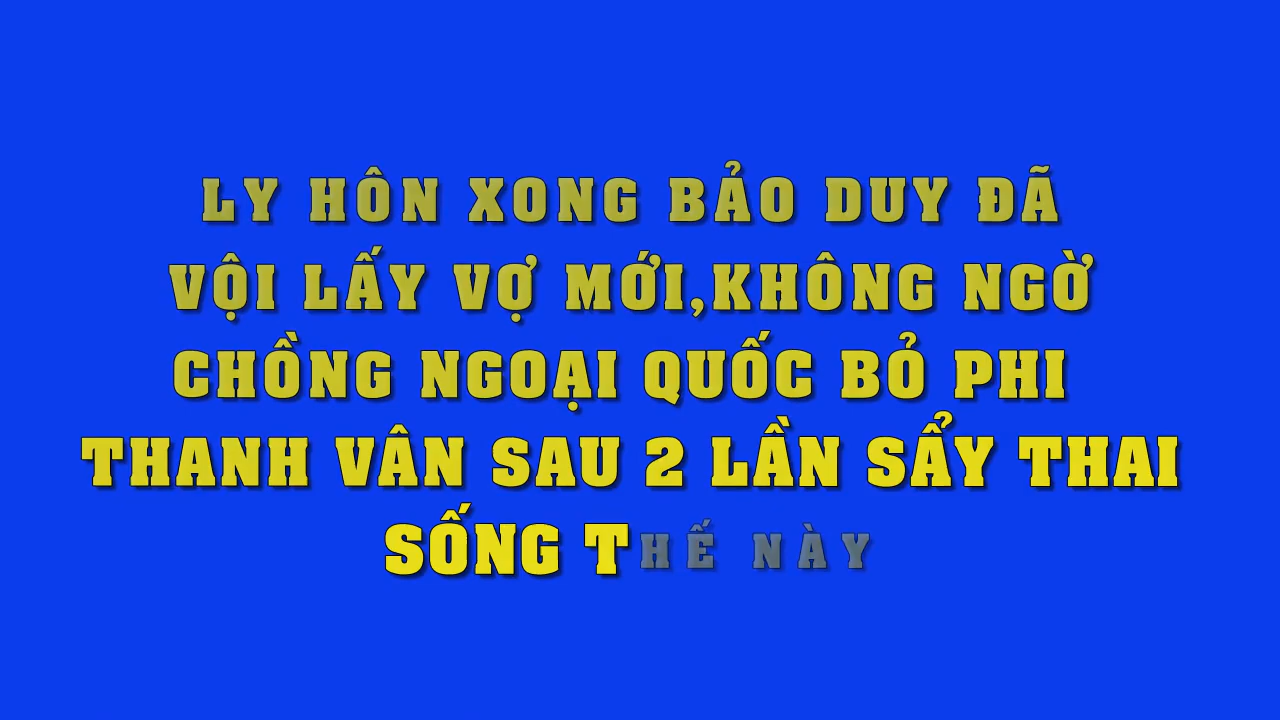 LY HÔN XONG BẢO DUY ĐÃ
VỘI LẤY VỢ MỚI,KHÔNG NGỜ
CHỒNG NGOẠI QUỐC BỎ PHI
THANH VÂN SAU 2 LẦN SẨY THAI
SỐNG THẾ NÀY